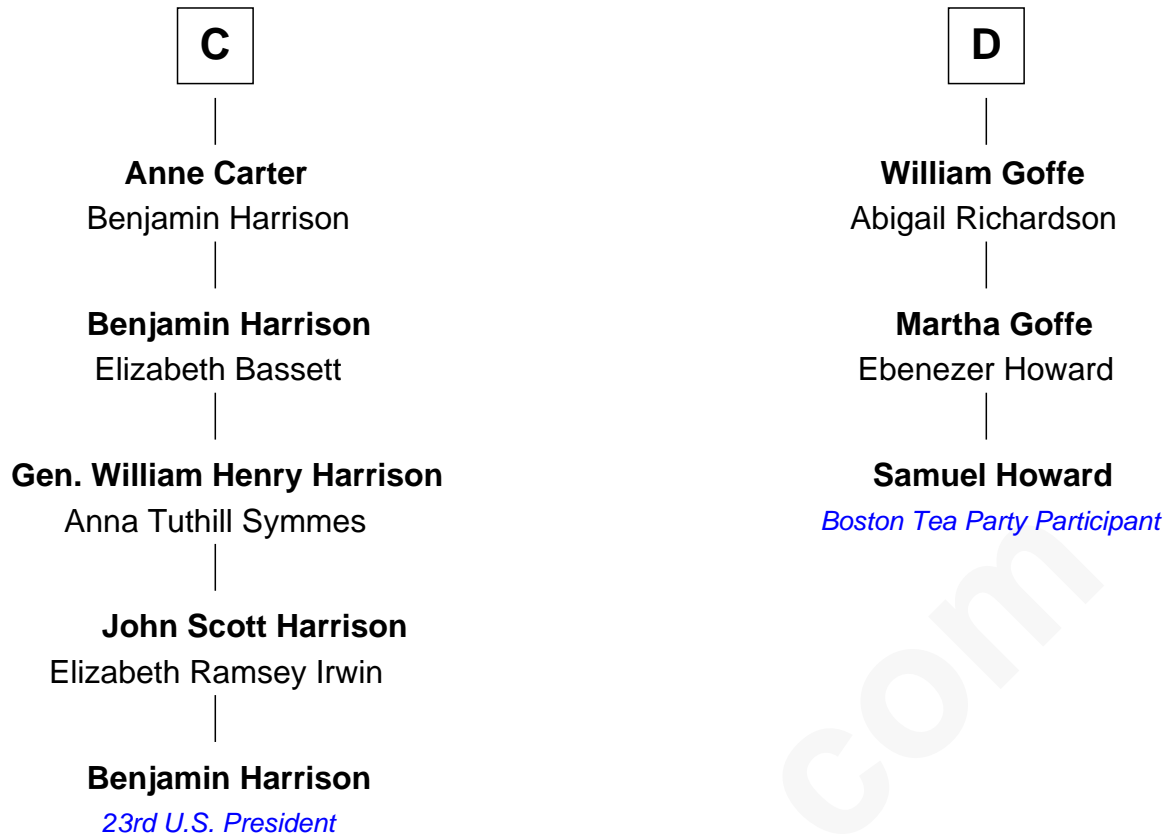 C
Anne Carter
Benjamin Harrison
Benjamin Harrison
Elizabeth Bassett
Gen. William Henry Harrison
Anna Tuthill Symmes
John Scott Harrison
Elizabeth Ramsey Irwin
Benjamin Harrison
23rd U.S. President
D
William Goffe
Abigail Richardson
Martha Goffe
Ebenezer Howard
Samuel Howard
Boston Tea Party Participant
com